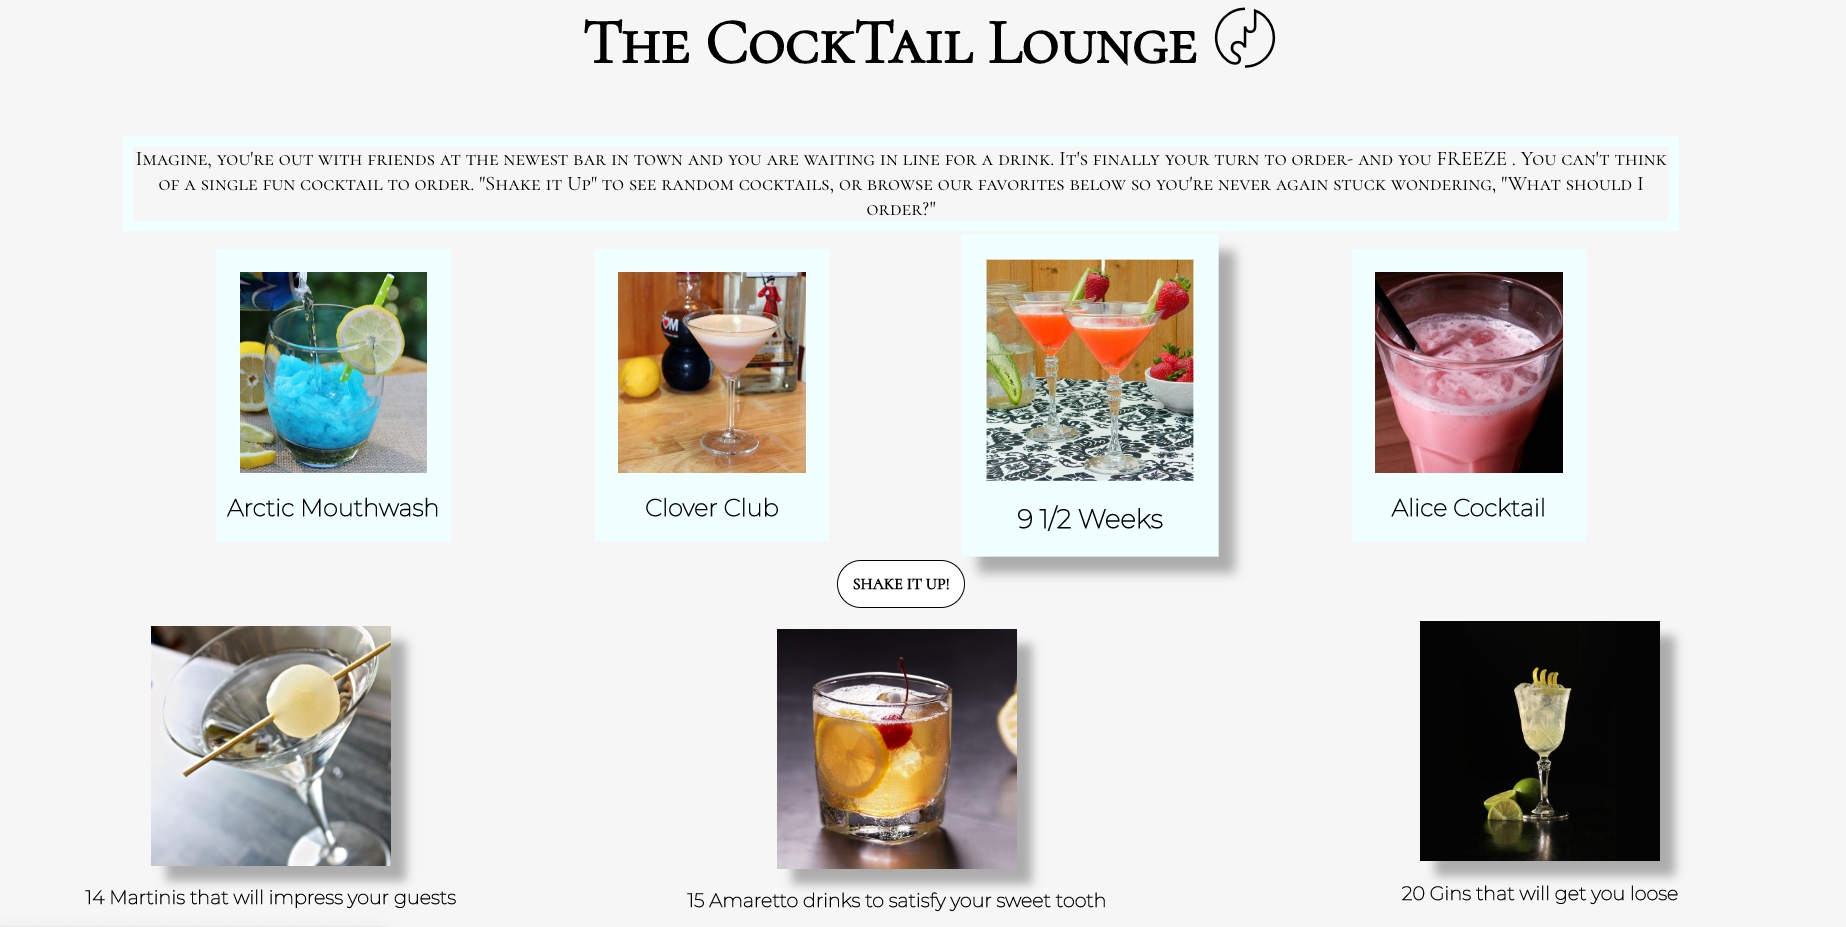 The CockTail Lounge
Imagine, you're out with friends at the newest bar in town and you are waiting in line for a drink. It's finally your turn to order- and you FREEZE . You can't think
of a single fun cocktail to order. "Shake it Up" to see random cocktails, or browse our favorites below so you're never again stuck wondering, "What should I
order?"
Arctic Mouthwash
Clover Club
9 1/2 Weeks
Alice Cocktail
SHAKE IT UP!
14 Martinis that will impress your guests
15 Amaretto drinks to satisfy your sweet tooth
20 Gins that will get you loose